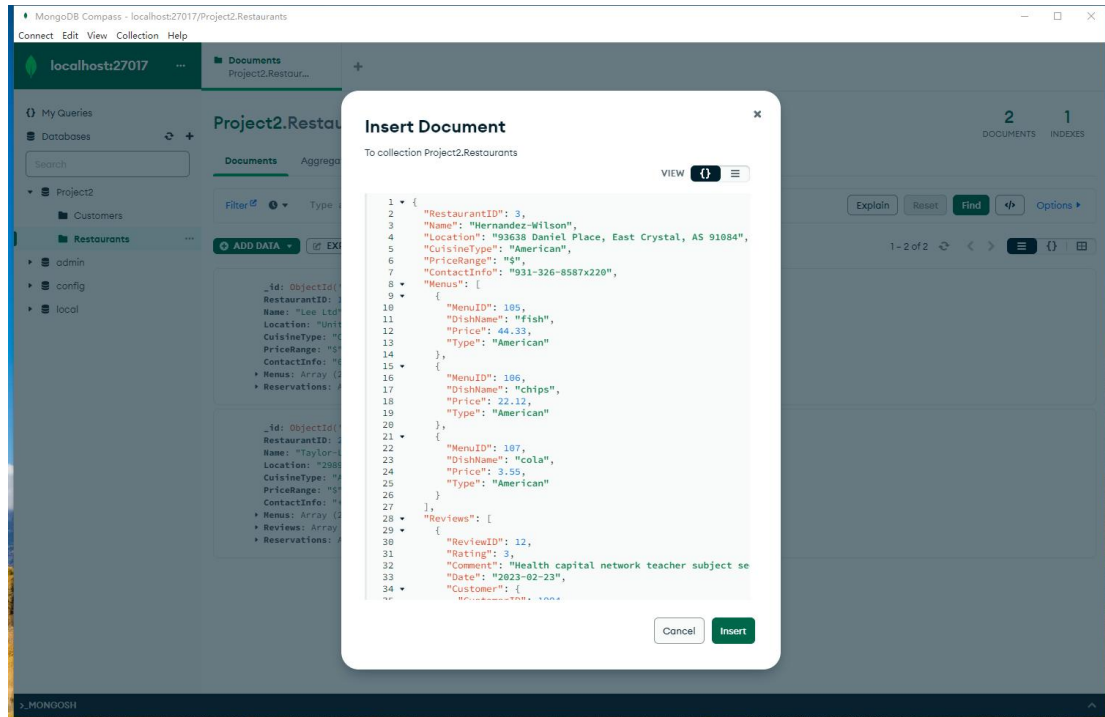 MongoDB Compass - localhost:27017/Project2.Restaurants
Connect Edit View Collection Help
localhost:27017 ...
Documents
Project2.Restaur...
+
{} My Queries
Databases
Search
Project2
Customers
Restaurants ...
admin
config
local
Project2.Restau
2
DOCUMENTS
1
INDEXES
Documents Aggrega
Filter Type
Explain Reset Find </> Options
ADD DATA EXP
1 - 2 of 2
_id: ObjectId('
RestaurantID:
Name: "Lee Ltd"
Location: "Unit
CuisineType:
PriceRange: "$"
ContactInfo:
Menus: Array (2
Reservations:
_id: ObjectId('
RestaurantID: 2
Name: "Taylor-L
Location:
CuisineType:
PriceRange: "$"
ContactInfo:
Menus: Array (2
Reviews: Array
Reservations:
Insert Document
To collection Project2.Restaurants
VIEW {}
1 {
2 "RestaurantID": 3,
3 "Name": "Hernandez-Wilson",
4 "Location": "93638 Daniel Place, East Crystal, AS 91084",
5 "CuisineType": "American",
6 "PriceRange": "$",
7 "ContactInfo": "931-326-8587x220",
8 "Menus": [
9 {
10 "MenuID": 105,
11 "DishName": "fish",
12 "Price": 44.33,
13 "Type": "American"
14 },
15 {
16 "MenuID": 106,
17 "DishName": "chips",
18 "Price": 22.12,
19 "Type": "American"
20 },
21 {
22 "MenuID": 107,
23 "DishName": "cola",
24 "Price": 3.55,
25 "Type": "American"
26 }
27 ],
28 "Reviews": [
29 {
30 "ReviewID": 12,
31 "Rating": 3,
32 "Comment": "Health capital network teacher subject se
33 "Date": "2023-02-23",
34 "Customer": {
Cancel Insert
>_MONGOSH